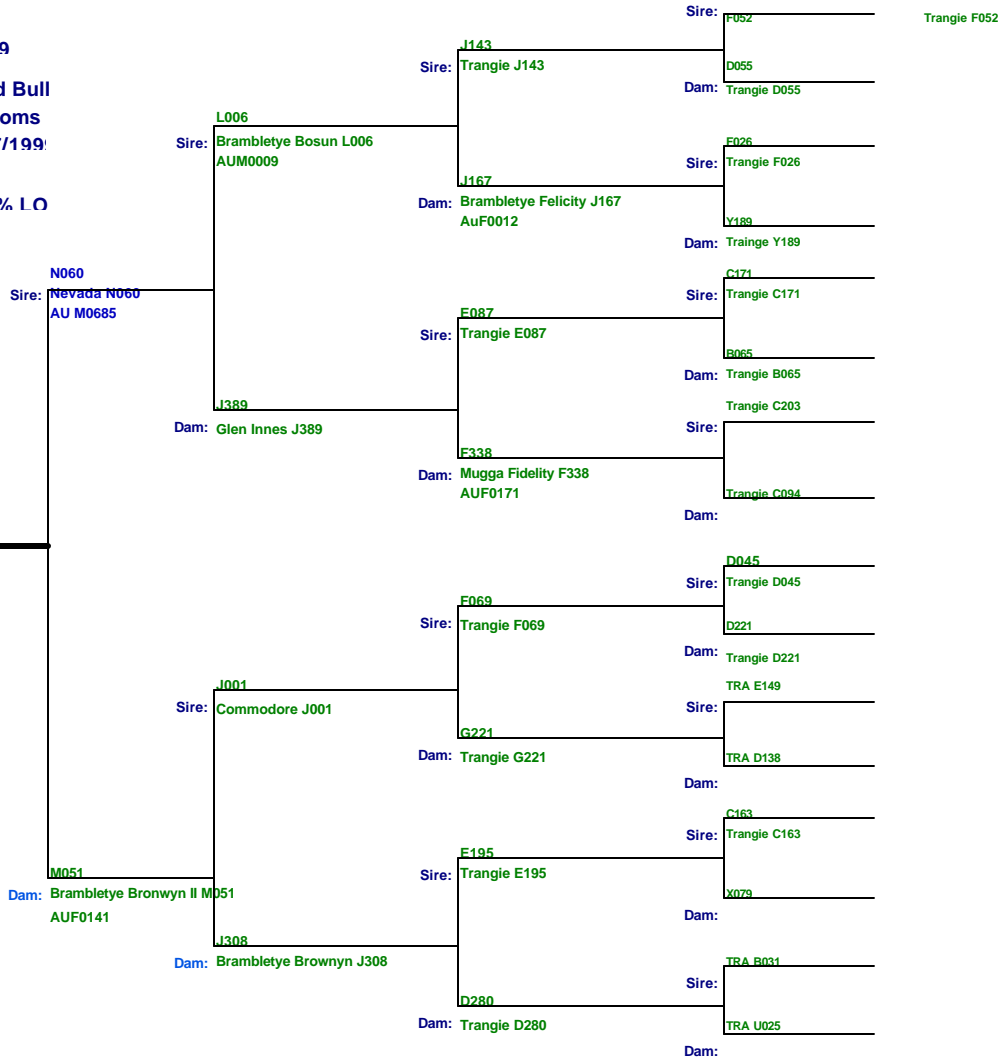 Sire: F052 Trangie F052
9
J143
Sire: Trangie J143
D055
Dam: Trangie D055
d Bull
oms
L006
Sire: Brambletye Bosun L006
AUM0009
F026
Sire: Trangie F026
J167
Dam: Brambletye Felicity J167
AuF0012
% LO
Y189
Dam: Trainge Y189
N060
Sire: Nevada N060
AU M0685
C171
Sire: Trangie C171
E087
Sire: Trangie E087
B065
Dam: Trangie B065
J389
Dam: Glen Innes J389
Trangie C203
Sire:
F338
Dam: Mugga Fidelity F338
AUF0171
Trangie C094
Dam:
D045
Sire: Trangie D045
F069
Sire: Trangie F069
D221
Dam: Trangie D221
J001
Sire: Commodore J001
TRA E149
Sire:
G221
Dam: Trangie G221
TRA D138
Dam:
C163
Sire: Trangie C163
E195
Sire: Trangie E195
M051
Dam: Brambletye Bronwyn II M051
AUF0141
X079
Dam:
J308
Dam: Brambletye Brownyn J308
TRA B031
Sire:
D280
Dam: Trangie D280
TRA U025
Dam: